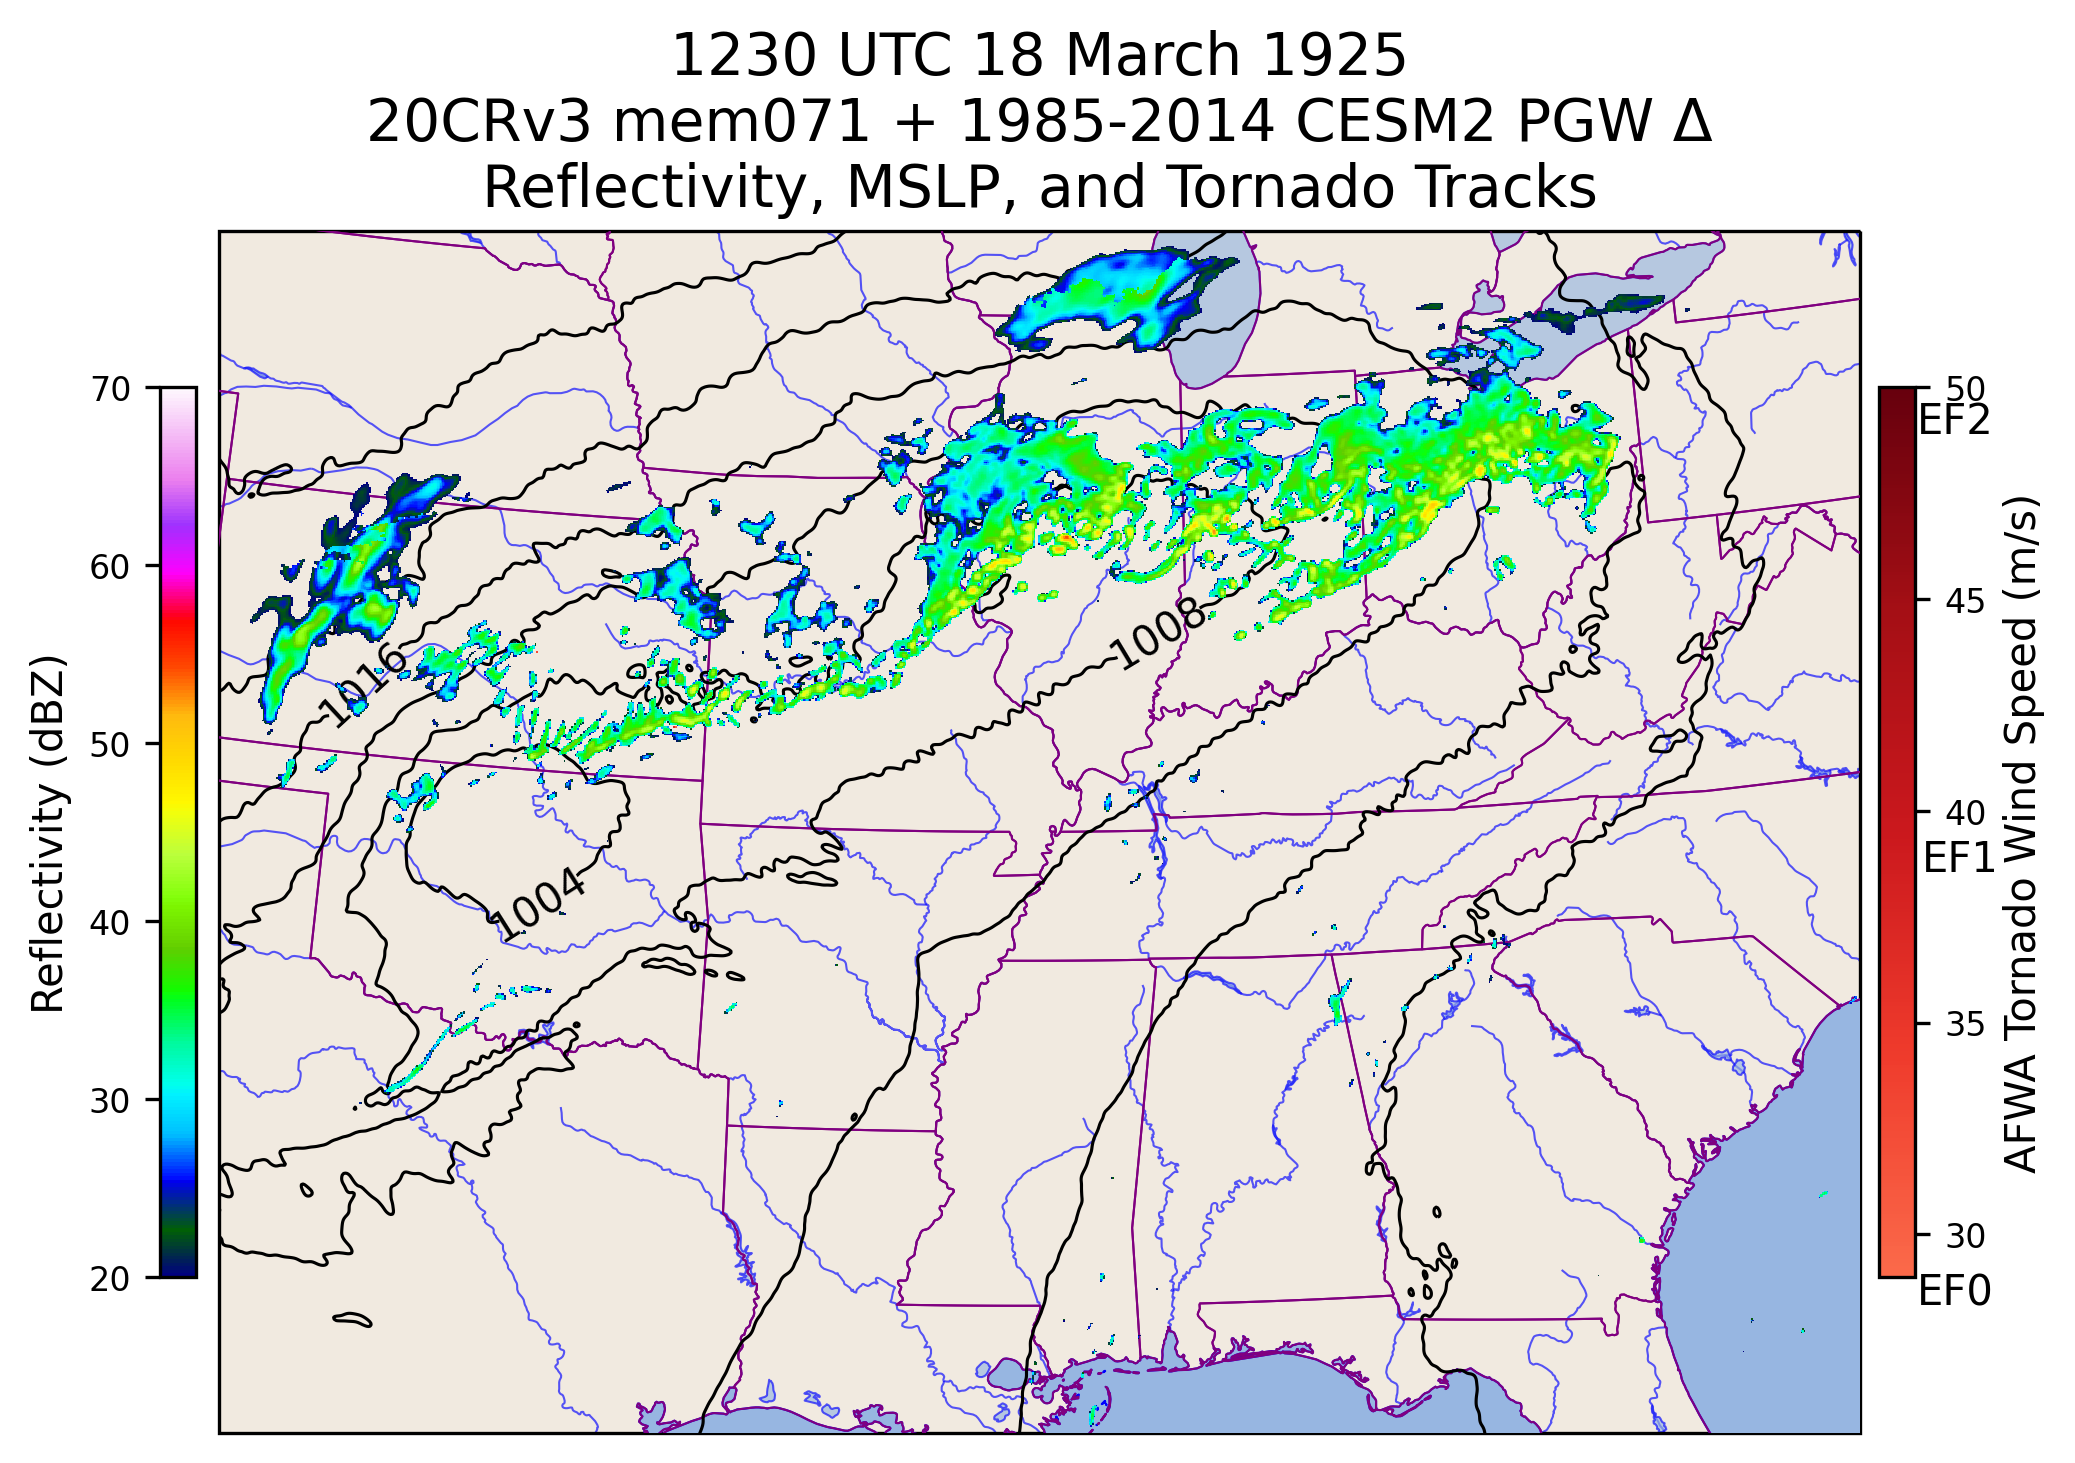 1230 UTC 18 March 1925
20CRv3 mem071 + 1985-2014 CESM2 PGW Δ
Reflectivity, MSLP, and Tornado Tracks
70
60
50
40
30
20
Reflectivity (dBZ)
1016
1008
1004
50
EF2
45
40
EF1
35
30
EF0
AFWA Tornado Wind Speed (m/s)